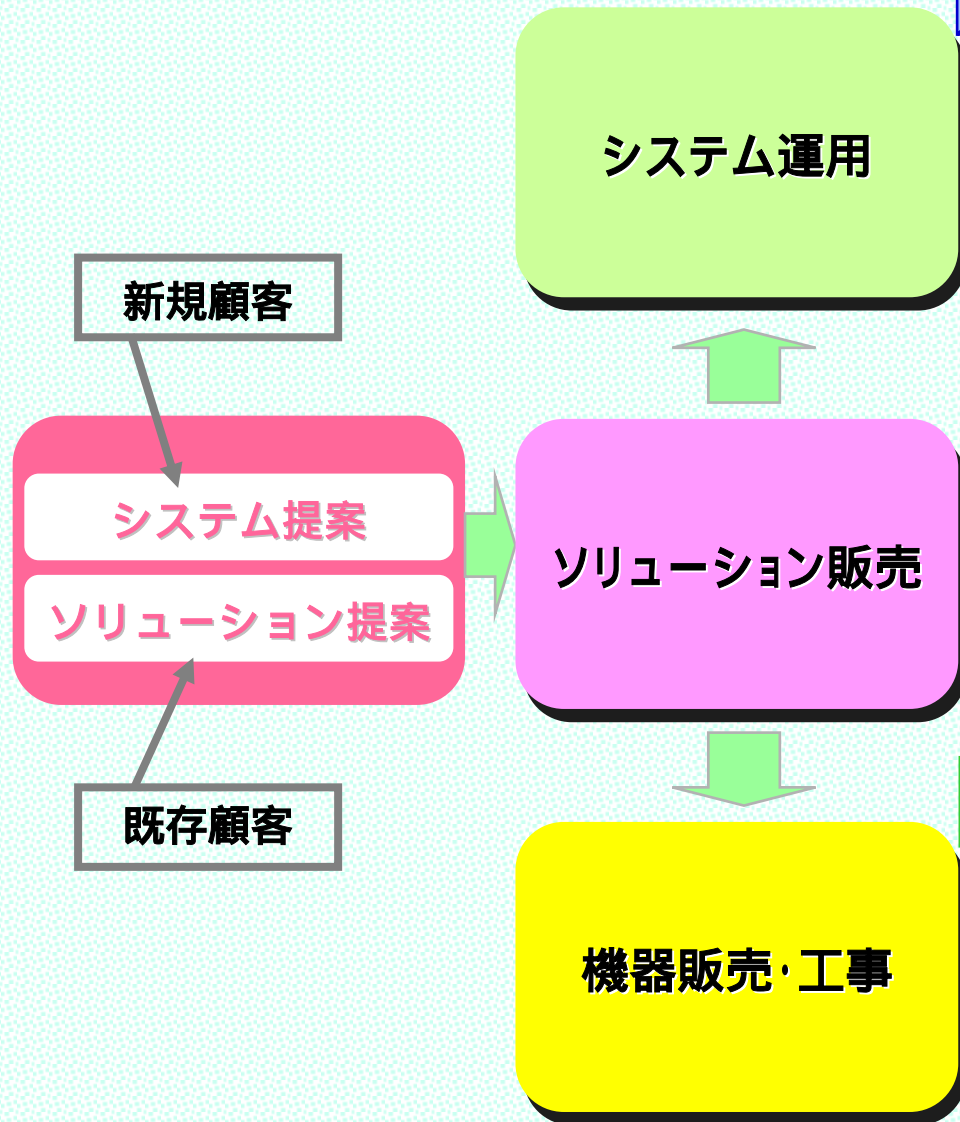 システム運用
新規顧客
システム提案
ソリューション提案
ソリューション販売
既存顧客
機器販売・工事